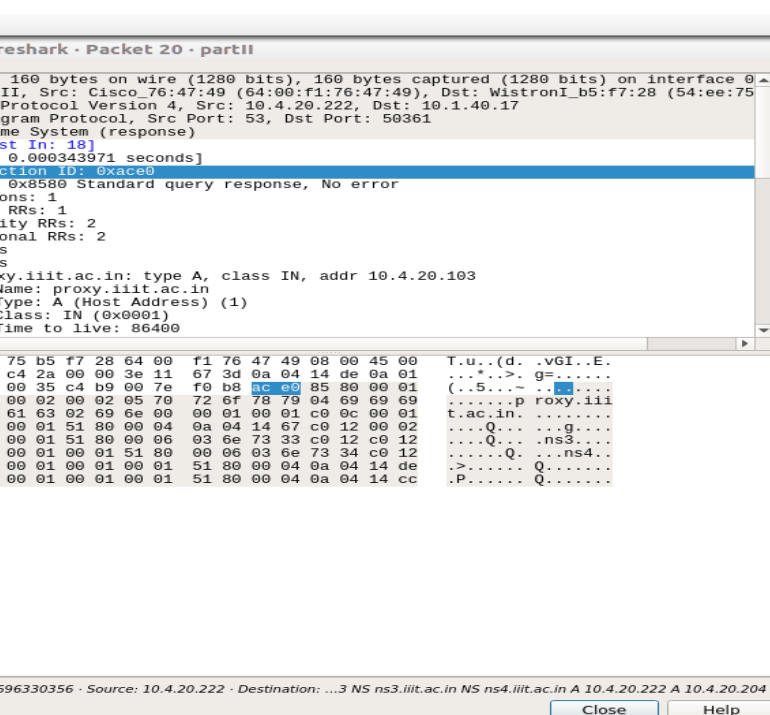 reshark · Packet 20 · partII
160 bytes on wire (1280 bits), 160 bytes captured (1280 bits) on interface 0
II, Src: Cisco_76:47:49 (64:00:f1:76:47:49), Dst: WistronI_b5:f7:28 (54:ee:75
Protocol Version 4, Src: 10.4.20.222, Dst: 10.1.40.17
gram Protocol, Src Port: 53, Dst Port: 50361
me System (response)
st In: 18]
0.000343971 seconds]
ction ID: 0xace0
0x8580 Standard query response, No error
ons: 1
RRs: 1
ity RRs: 2
onal RRs: 2
s
s
xy.iiit.ac.in: type A, class IN, addr 10.4.20.103
Name: proxy.iiit.ac.in
Type: A (Host Address) (1)
Class: IN (0x0001)
Time to live: 86400
75 b5 f7 28 64 00 f1 76 47 49 08 00 45 00 T.u..(d. .vGI..E.
c4 2a 00 00 3e 11 67 3d 0a 04 14 de 0a 01 ...*..>. g=......
00 35 c4 b9 00 7e f0 b8 ac e0 85 80 00 01 (..5...~ ........
00 02 00 02 05 70 72 6f 78 79 04 69 69 69 .......p roxy.iii
61 63 02 69 6e 00 00 01 00 01 c0 0c 00 01 t.ac.in. ........
00 01 51 80 00 04 0a 04 14 67 c0 12 00 02 ....Q... ...g....
00 01 51 80 00 06 03 6e 73 33 c0 12 c0 12 ....Q... .ns3....
00 01 00 01 51 80 00 06 03 6e 73 34 c0 12 ......Q. ...ns4..
00 01 00 01 00 01 51 80 00 04 0a 04 14 de .>...... Q.......
00 01 00 01 00 01 51 80 00 04 0a 04 14 cc .P...... Q.......
596330356 · Source: 10.4.20.222 · Destination: ...3 NS ns3.iiit.ac.in NS ns4.iiit.ac.in A 10.4.20.222 A 10.4.20.204
Close Help